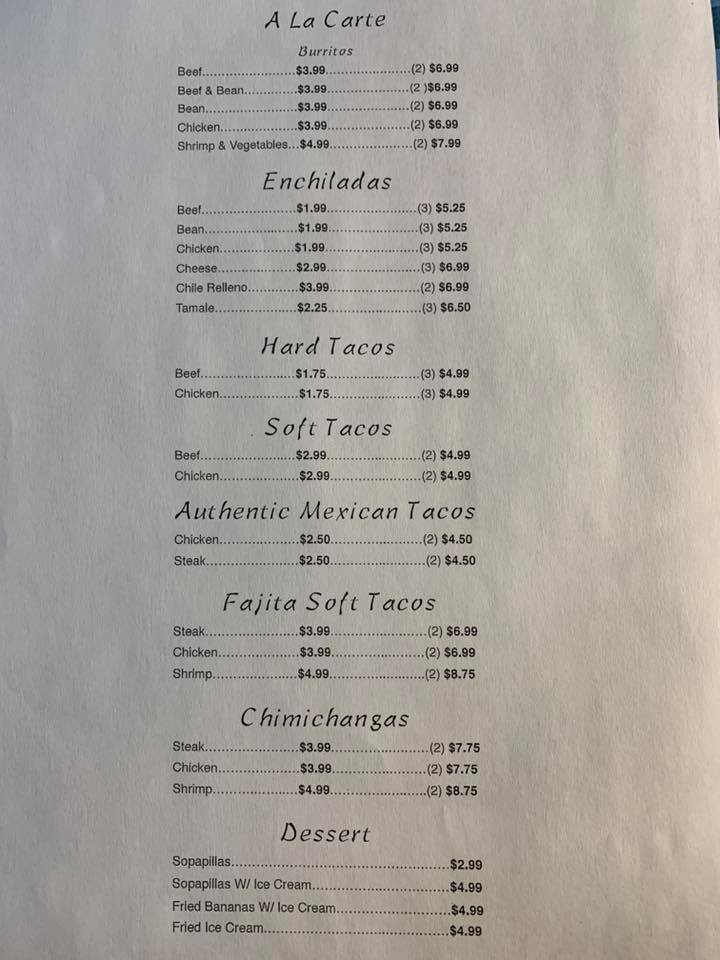 A La Carte
Burritos
Beef........................$3.99......................(2) $6.99
Beef & Bean..............$3.99.....................(2 )$6.99
Bean........................$3.99.....................(2) $6.99
Chicken....................$3.99.....................(2) $6.99
Shrimp & Vegetables...$4.99.....................(2) $7.99
Enchiladas
Beef........................$1.99.......................(3) $5.25
Bean........................$1.99.......................(3) $5.25
Chicken...................$1.99........................(3) $5.25
Cheese....................$2.99........................(3) $6.99
Chile Relleno.............$3.99.......................(2) $6.99
Tamale.....................$2.25........................(3) $6.50
Hard Tacos
Beef........................$1.75.......................(3) $4.99
Chicken....................$1.75.......................(3) $4.99
Soft Tacos
Beef........................$2.99........................(2) $4.99
Chicken....................$2.99........................(2) $4.99
Authentic Mexican Tacos
Chicken....................$2.50........................(2) $4.50
Steak.......................$2.50.........................(2) $4.50
Fajita Soft Tacos
Steak.......................$3.99.........................(2) $6.99
Chicken....................$3.99........................(2) $6.99
Shrimp.....................$4.99.........................(2) $8.75
Chimichangas
Steak.......................$3.99.........................(2) $7.75
Chicken....................$3.99.........................(2) $7.75
Shrimp.....................$4.99.........................(2) $8.75
Dessert
Sopapillas........................................................$2.99
Sopapillas W/ Ice Cream...................................$4.99
Fried Bananas W/ Ice Cream.............................$4.99
Fried Ice Cream...............................................$4.99